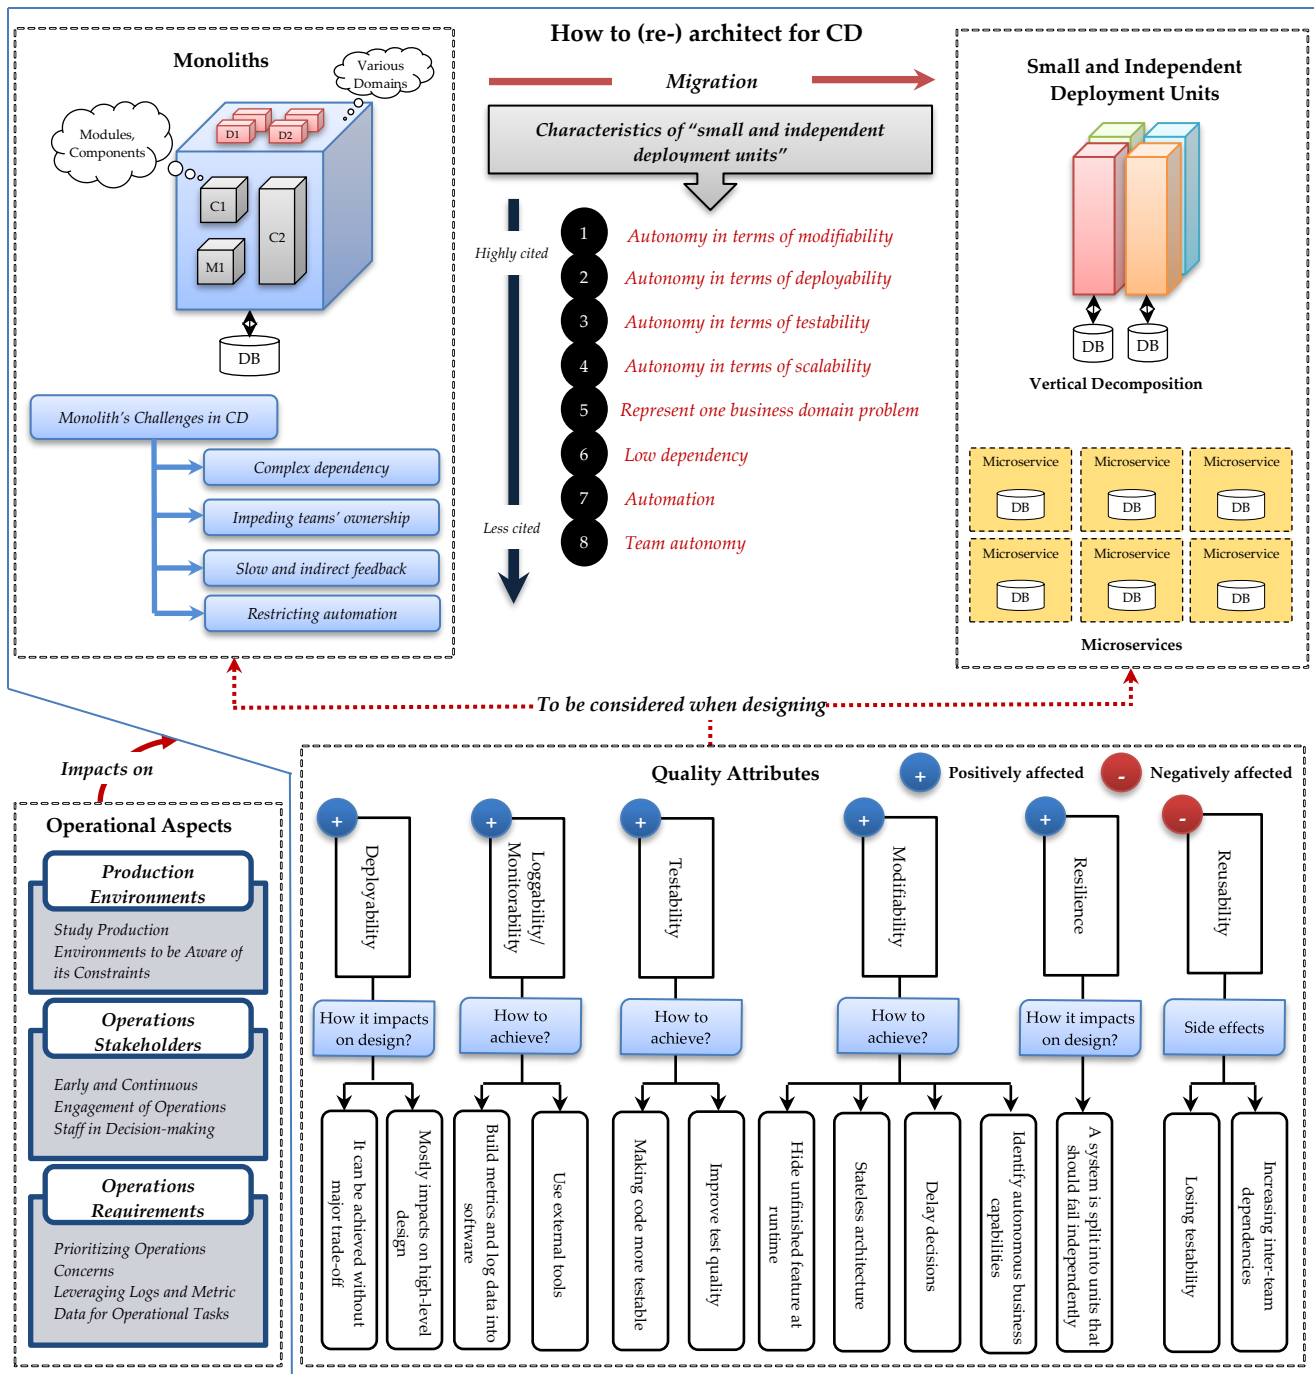 How to (re-) architect for CD
Monoliths
Various
Domains
Modules,
Components
D1
D2
C1
C2
M1
DB
Monolith's Challenges in CD
Complex dependency
Impeding teams' ownership
Slow and indirect feedback
Restricting automation
Migration
Characteristics of "small and independent
deployment units"
Highly cited
Less cited
1
Autonomy in terms of modifiability
2
Autonomy in terms of deployability
3
Autonomy in terms of testability
4
Autonomy in terms of scalability
5
Represent one business domain problem
6
Low dependency
7
Automation
8
Team autonomy
Small and Independent
Deployment Units
DB
DB
Vertical Decomposition
Microservice
DB
Microservice
DB
Microservice
DB
Microservice
DB
Microservice
DB
Microservice
DB
Microservices
To be considered when designing
Impacts on
Operational Aspects
Production
Environments
Study Production
Environments to be Aware of
its Constraints
Operations
Stakeholders
Early and Continuous
Engagement of Operations
Staff in Decision-making
Operations
Requirements
Prioritizing Operations
Concerns
Leveraging Logs and Metric
Data for Operational Tasks
Quality Attributes
+
Positively affected
-
Negatively affected
+
Deployability
How it impacts
on design?
It can be achieved without
major trade-off
Mostly impacts on high-level
design
+
Loggability/
Monitorability
How to
achieve?
Build metrics and log data into
software
Use external tools
+
Testability
How to
achieve?
Making code more testable
Improve test quality
+
Modifiability
How to
achieve?
Hide unfinished feature at
runtime
Stateless architecture
Delay decisions
Identify autonomous business
capabilities
+
Resilience
How it impacts
on design?
A system is split into units that
should fail independently
-
Reusability
Side effects
Losing testability
Increasing inter-team
dependencies